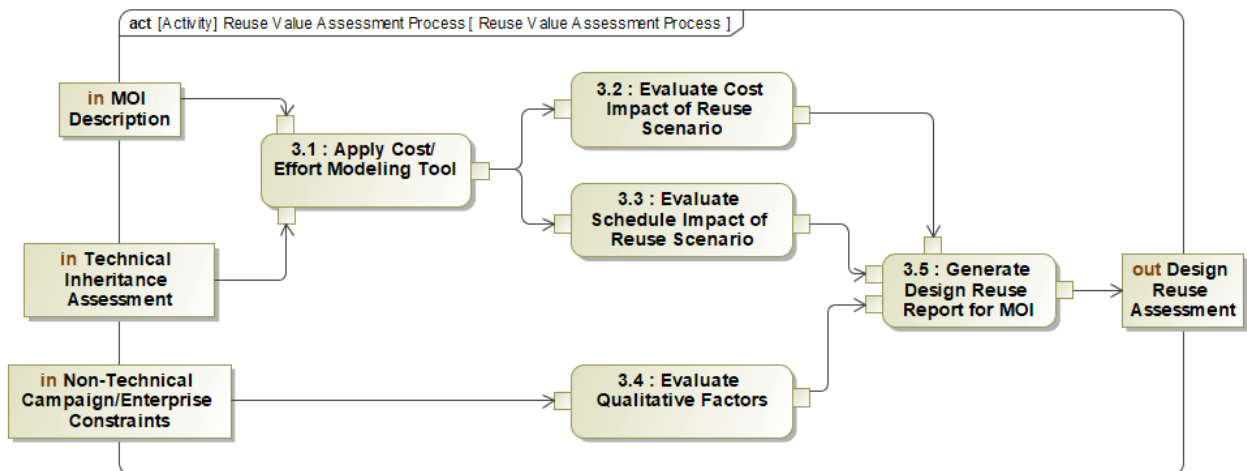 act [Activity] Reuse Value Assessment Process [ Reuse Value Assessment Process ]
in MOI
Description
3.1 : Apply Cost/
Effort Modeling Tool
3.2 : Evaluate Cost
Impact of Reuse
Scenario
in Technical
Inheritance
Assessment
3.3 : Evaluate
Schedule Impact of
Reuse Scenario
3.5 : Generate
Design Reuse
Report for MOI
out Design
Reuse
Assessment
in Non-Technical
Campaign/Enterprise
Constraints
3.4 : Evaluate
Qualitative Factors